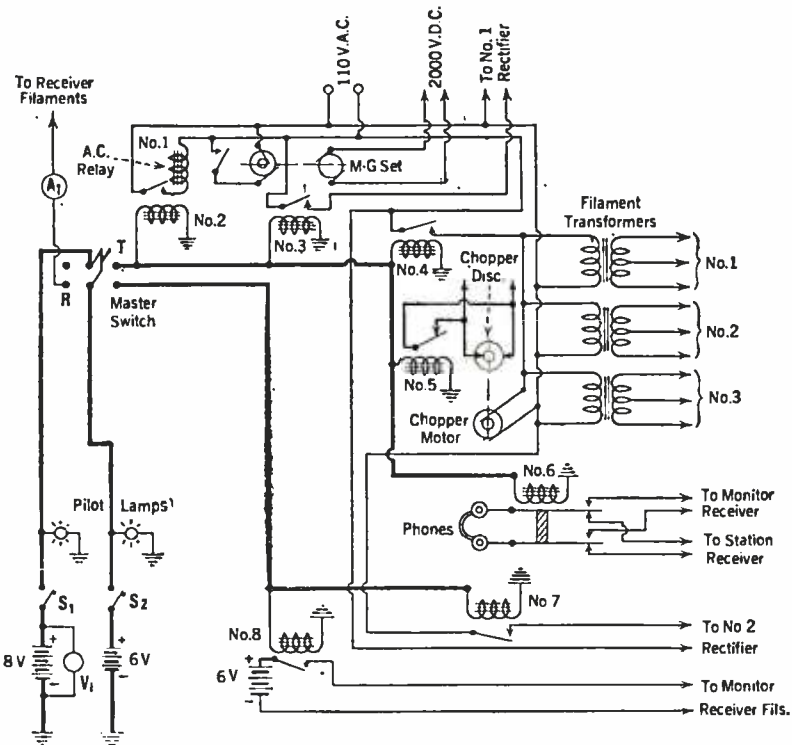 110 V.A.C.
2000 V.D.C.
To No. 1
Rectifier
To Receiver
Filaments
No.1
A.C.
Relay
A1
M-G Set
No.2
No.3
Filament
Transformers
T
No.4
Chopper
Disc
No.1
R
Master
Switch
No.2
No.5
No.3
Chopper
Motor
No.6
Pilot Lamps
To Monitor
Receiver
Phones
To Station
Receiver
S1
S2
No 7
No.8
To No 2
Rectifier
8V
+
-
V1
+
6V
-
6V
+
-
To Monitor
Receiver Fils.